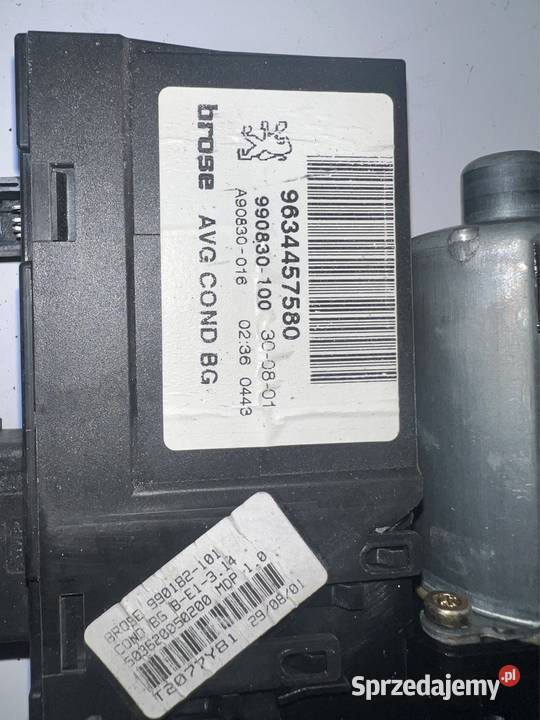 9634457580
990830-100 30-08-01
A90830-016 02:36 0443
brose AVG COND BG
BROSE 990182-101
COND BG B-E1-3.14
503620050200 MDP 1.0
T2077YB1 29/08/01
Sprzedajemy.pl